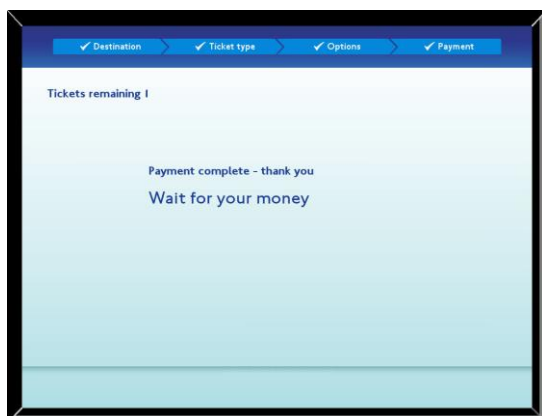 ✓ Destination ✓ Ticket type ✓ Options ✓ Payment
Tickets remaining 1
Payment complete - thank you
Wait for your money